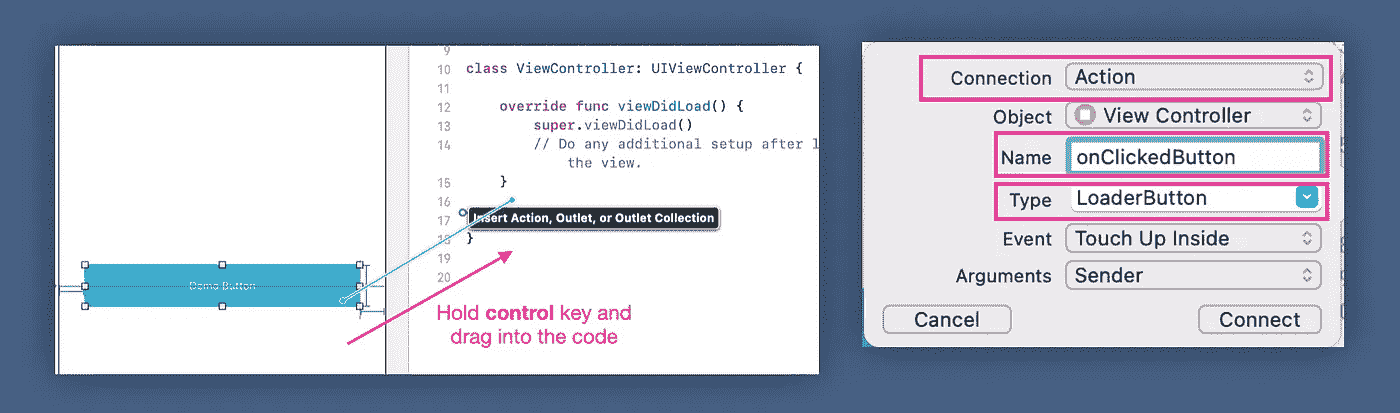 9
10 class ViewController: UIViewController {
11
12 override func viewDidLoad() {
13 super.viewDidLoad()
14 // Do any additional setup after l
the view.
15 }
16
17 Insert Action, Outlet, or Outlet Collection
18 }
19
20
Demo Button
Hold control key and
drag into the code
Connection Action
Object View Controller
Name onClickedButton
Type LoaderButton
Event Touch Up Inside
Arguments Sender
Cancel Connect